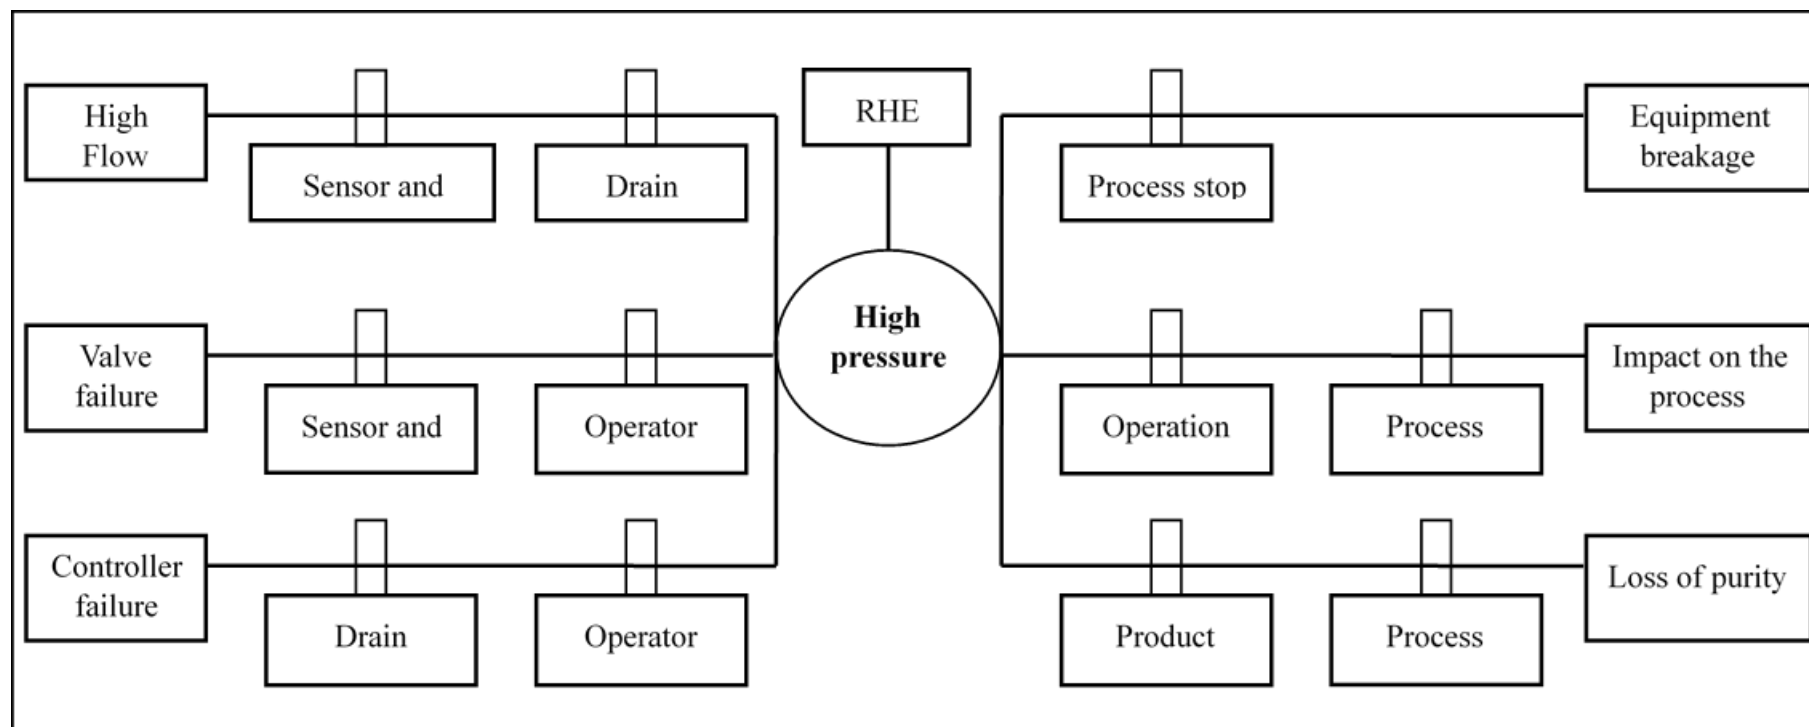 High
Flow
Sensor and
Drain
RHE
Process stop
Equipment
breakage
Valve
failure
Sensor and
Operator
High
pressure
Operation
Process
Impact on the
process
Controller
failure
Drain
Operator
Product
Process
Loss of purity